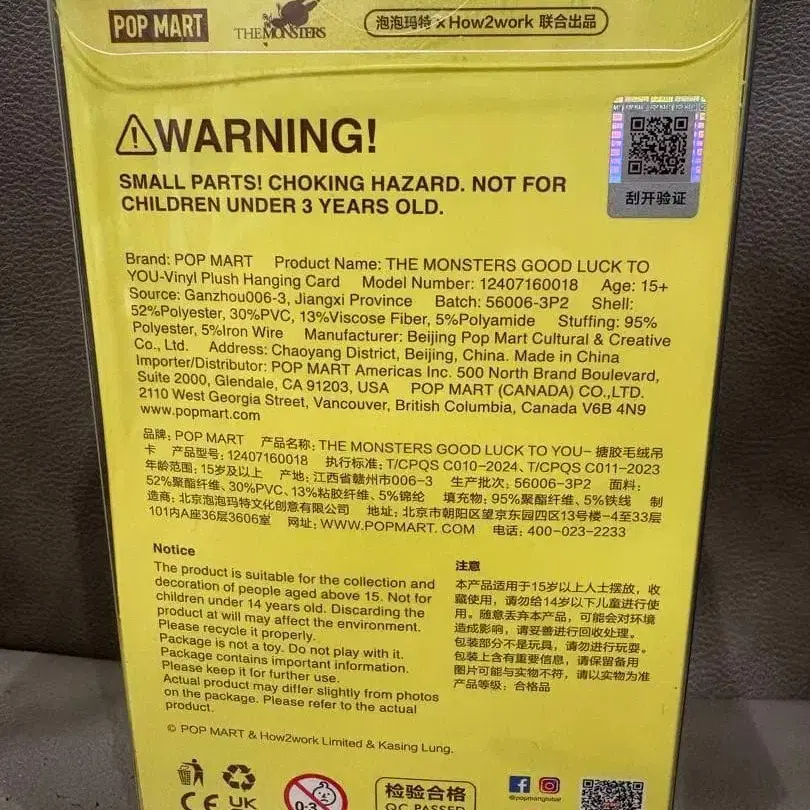 POP MART THE MONSTERS 泡泡玛特 x How2work 联合出品
WARNING!
SMALL PARTS! CHOKING HAZARD. NOT FOR
CHILDREN UNDER 3 YEARS OLD.
刮开验证
Brand: POP MART Product Name: THE MONSTERS GOOD LUCK TO
YOU-Vinyl Plush Hanging Card Model Number: 12407160018 Age: 15+
Source: Ganzhou006-3, Jiangxi Province Batch: 56006-3P2 Shell:
52%Polyester, 30%PVC, 13%Viscose Fiber, 5%Polyamide Stuffing: 95%
Polyester, 5%Iron Wire Manufacturer: Beijing Pop Mart Cultural & Creative
Co., Ltd. Address: Chaoyang District, Beijing, China. Made in China
Importer/Distributor: POP MART Americas Inc. 500 North Brand Boulevard,
Suite 2000, Glendale, CA 91203, USA POP MART (CANADA) CO.,LTD.
2110 West Georgia Street, Vancouver, British Columbia, Canada V6B 4N9
www.popmart.com
品牌: POP MART 产品名称: THE MONSTERS GOOD LUCK TO YOU- 搪胶毛绒吊
卡 产品型号: 12407160018 执行标准: T/CPQS C010-2024、T/CPQS C011-2023
年龄范围: 15岁及以上 产地: 江西省赣州市006-3 生产批次: 56006-3P2 面料:
52%聚酯纤维、30%PVC、13%粘胶纤维、5%锦纶 填充物: 95%聚酯纤维、5%铁线 制
造商: 北京泡泡玛特文化创意有限公司 地址: 北京市朝阳区望京东园四区13号楼-4至33层
101内A座36层3606室 网址: WWW.POPMART.COM 电话: 400-023-2233
Notice
The product is suitable for the collection and
decoration of people aged above 15. Not for
children under 14 years old. Discarding the
product at will may affect the environment.
Please recycle it properly.
Package is not a toy. Do not play with it.
Package contains important information.
Please keep it for further use.
Actual product may differ slightly from photos
on the package. Please refer to the actual
product.
注意
本产品适用于15岁以上人士摆放，收
藏使用，请勿给14岁以下儿童进行使
用。随意丢弃本产品，可能会对环境
造成影响，请妥善进行回收处理。
包装部分不是玩具，请勿进行玩耍。
包装上含有重要信息，请保留备用
图片可能与实物不符，请以实物为准
产品等级：合格品
© POP MART & How2work Limited & Kasing Lung.
CE UK 0-3 检验合格
QC PASSED
@popmartglobal